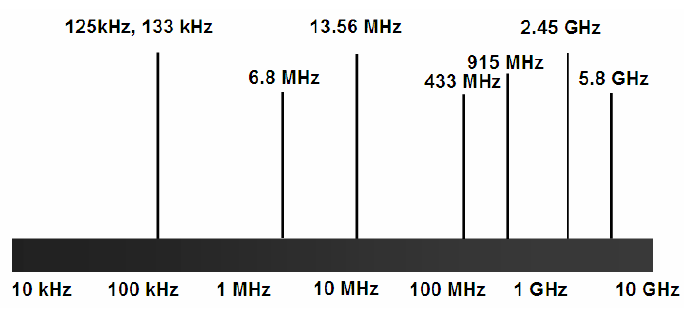 125kHz, 133 kHz
13.56 MHz
2.45 GHz
915 MHz
6.8 MHz
433 MHz
5.8 GHz
10 kHz
100 kHz
1 MHz
10 MHz
100 MHz
1 GHz
10 GHz